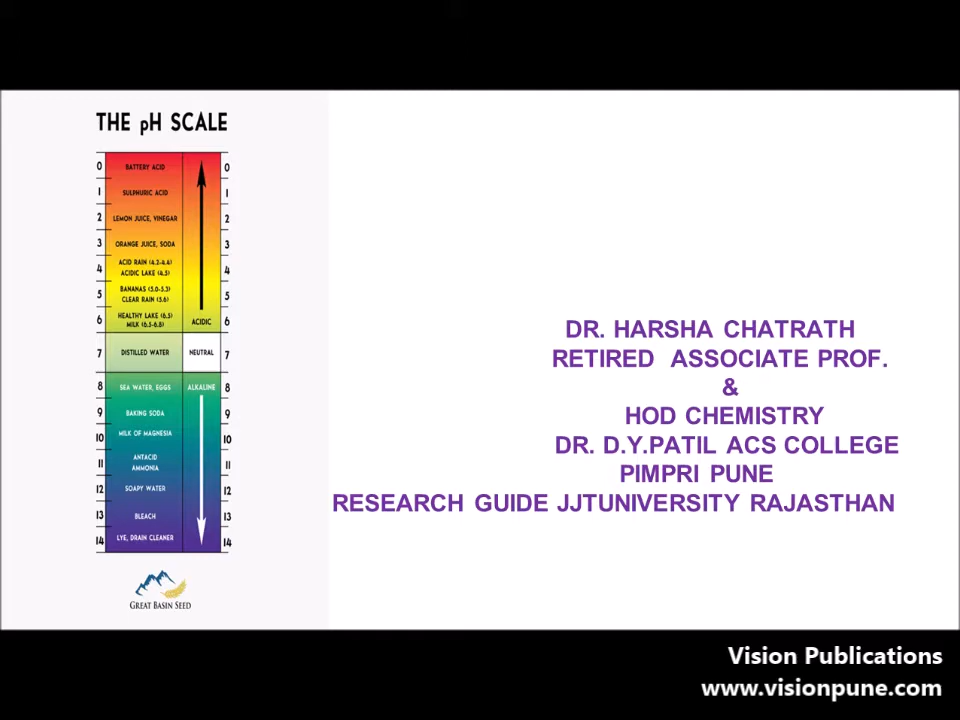 THE pH SCALE
0 BATTERY ACID 0
1 SULPHURIC ACID 1
2 LEMON JUICE, VINEGAR 2
3 ORANGE JUICE, SODA 3
ACID RAIN (4.2-4.4)
4 ACIDIC LAKE (4.5) 4
BANANAS (5.0-5.3)
5 CLEAR RAIN (5.6) 5
HEALTHY LAKE (6.5)
6 MILK (6.5-6.8) ACIDIC 6
7 DISTILLED WATER NEUTRAL 7
8 SEA WATER, EGGS ALKALINE 8
9 BAKING SODA 9
10 MILK OF MAGNESIA 10
ANTACID
11 AMMONIA 11
12 SOAPY WATER 12
13 BLEACH 13
14 LYE, DRAIN CLEANER 14
GREAT BASIN SEED
DR. HARSHA CHATRATH
RETIRED ASSOCIATE PROF.
&
HOD CHEMISTRY
DR. D.Y.PATIL ACS COLLEGE
PIMPRI PUNE
RESEARCH GUIDE JJTUNIVERSITY RAJASTHAN
Vision Publications
www.visionpune.com